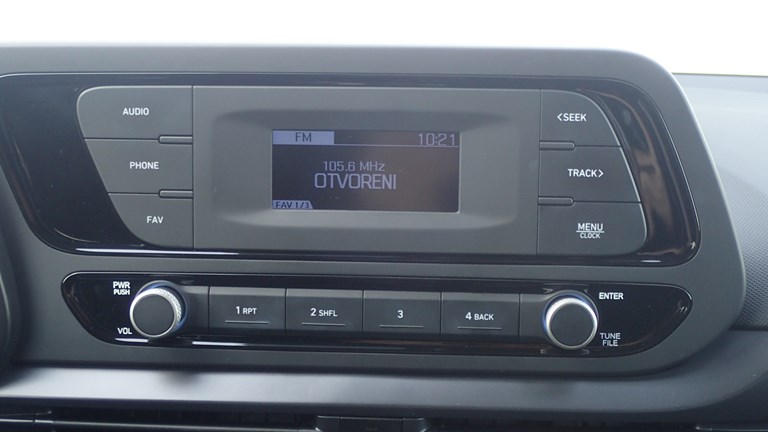 AUDIO
PHONE
FAV
FM 10:21
105.6 MHz
OTVORENI
FAV 1/3
<SEEK
TRACK>
MENU
CLOCK
PWR
PUSH
VOL
1 RPT
2 SHFL
3
4 BACK
ENTER
TUNE
FILE